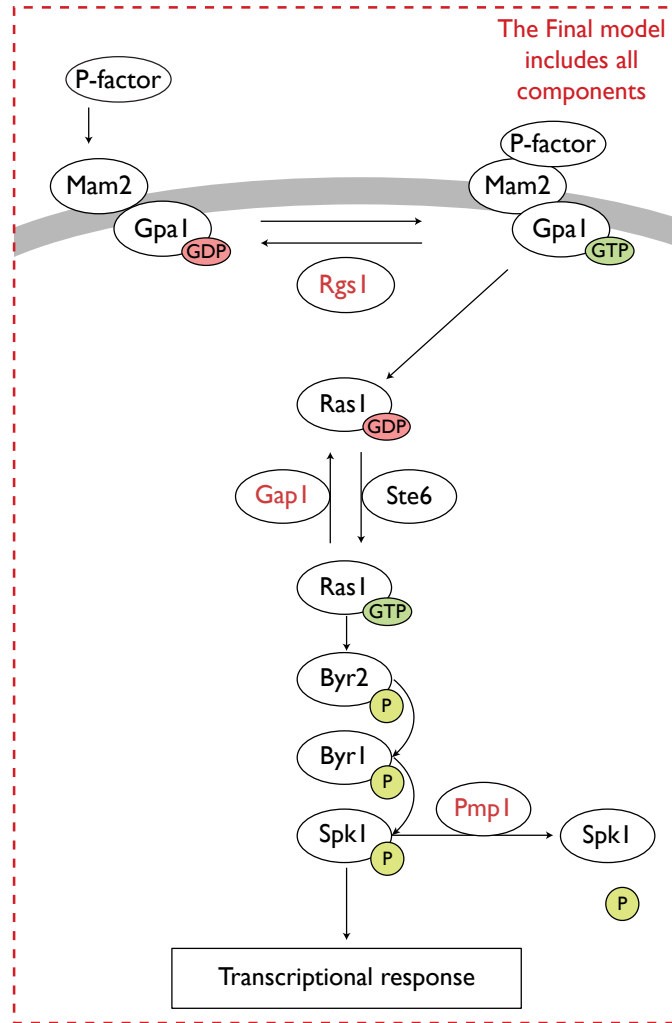 The Final model
includes all
components
P-factor
P-factor
Mam2
Mam2
Gpa1
GDP
Gpa1
GTP
Rgs1
Ras1
GDP
Gap1
Ste6
Ras1
GTP
Byr2
P
Byr1
P
Pmp1
Spk1
P
Spk1
P
Transcriptional response